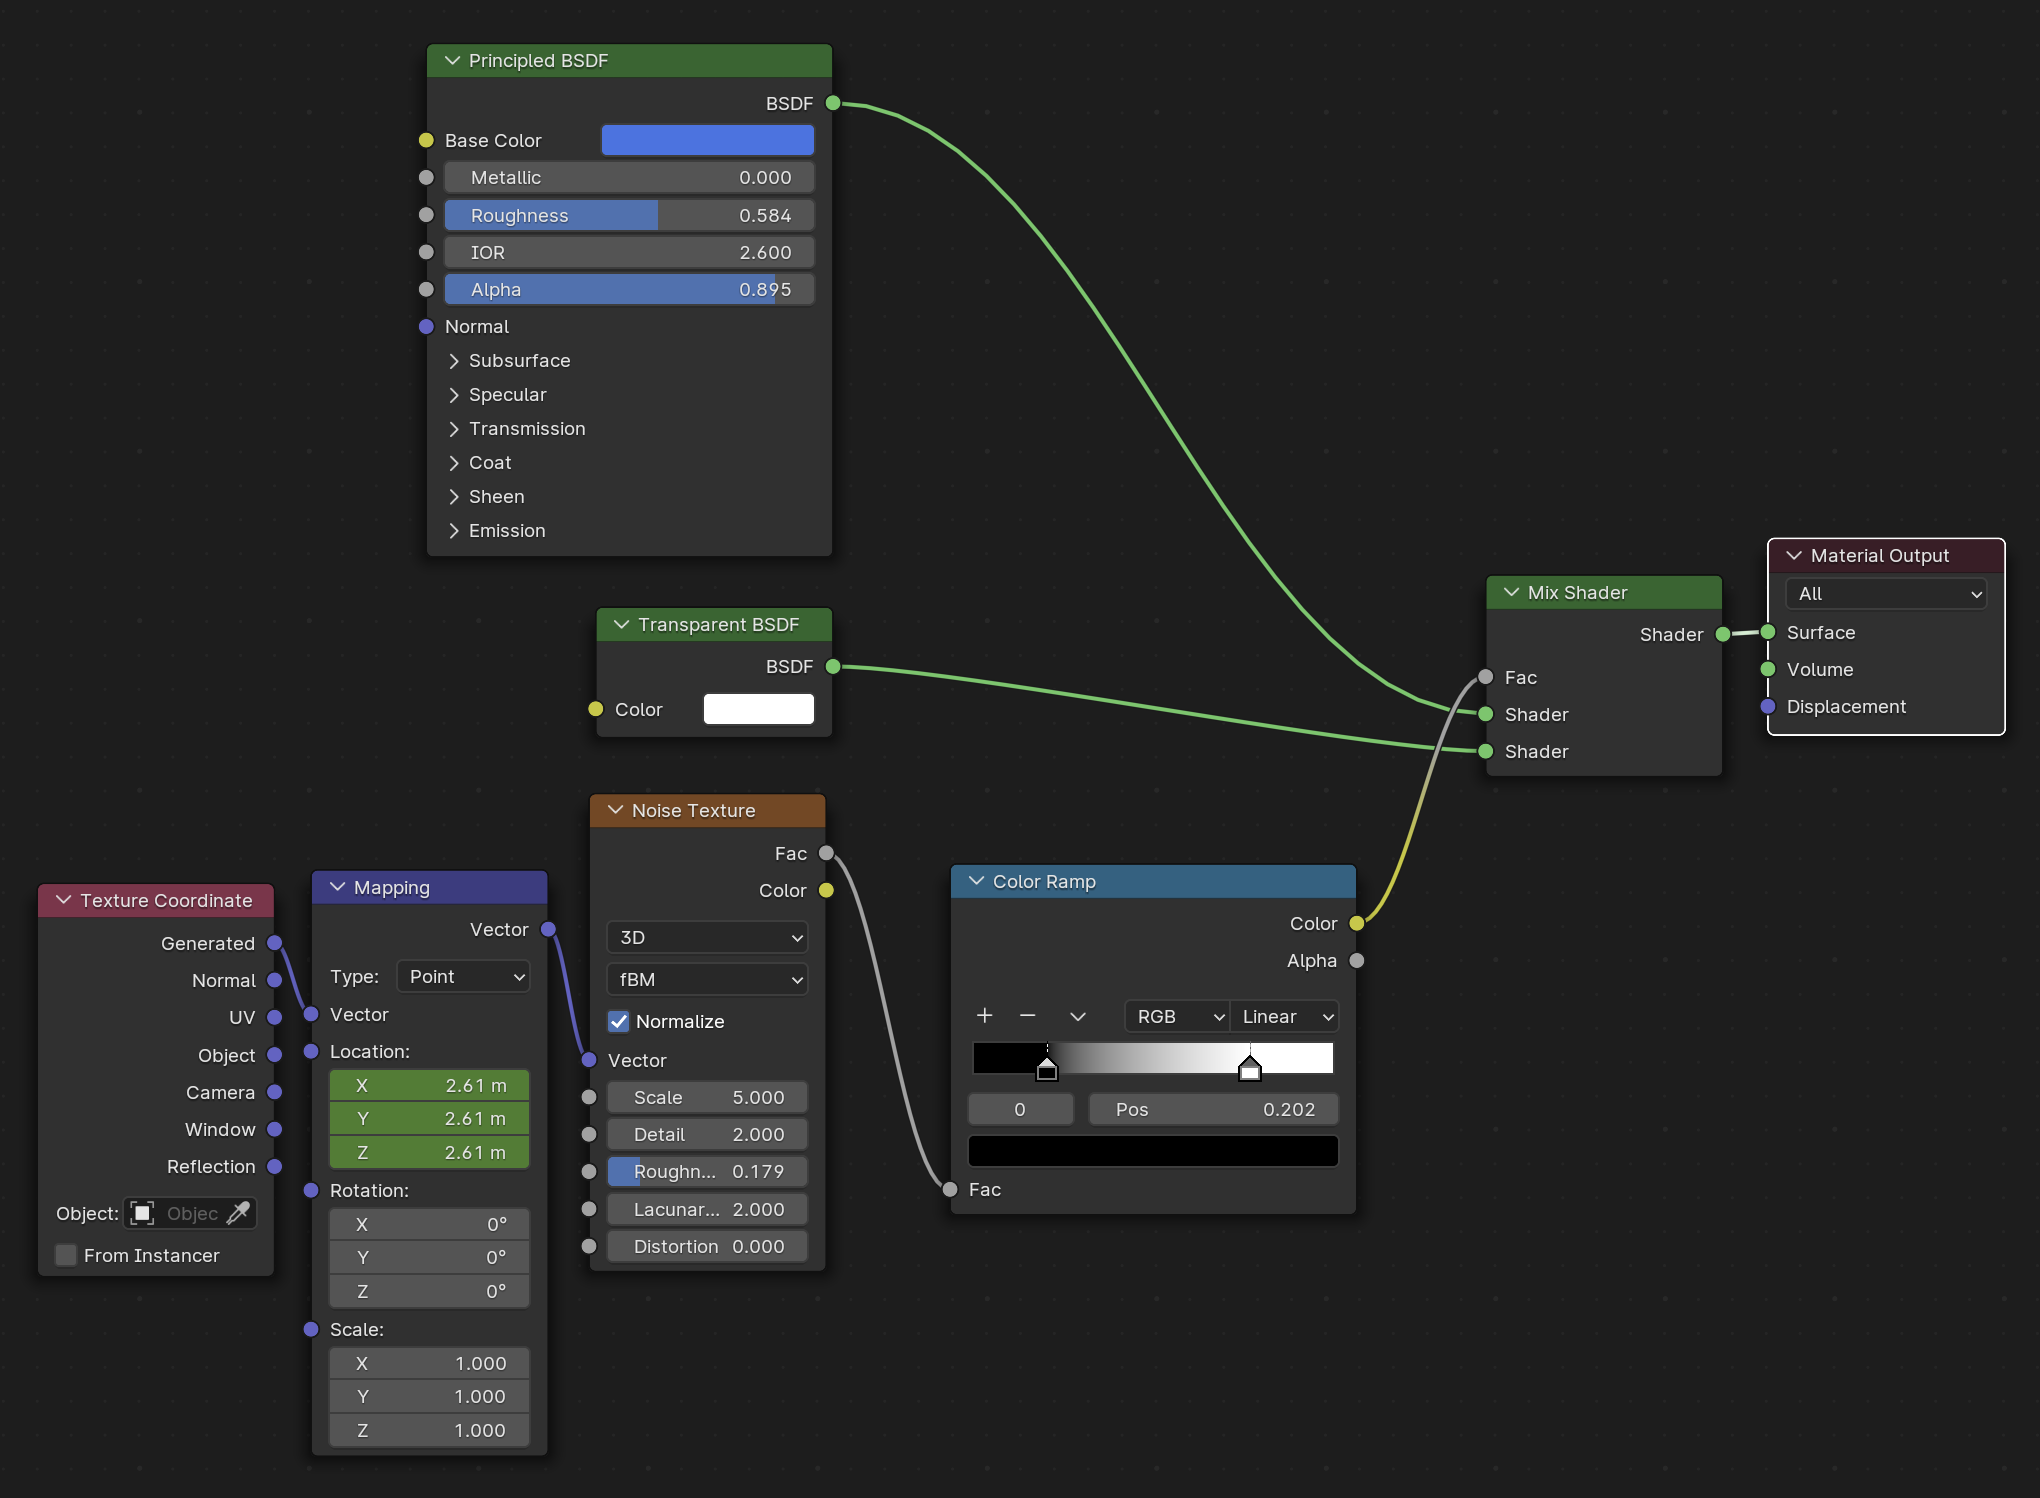 Principled BSDF
BSDF
Base Color
Metallic 0.000
Roughness 0.584
IOR 2.600
Alpha 0.895
Normal
Subsurface
Specular
Transmission
Coat
Sheen
Emission
Transparent BSDF
BSDF
Color
Mix Shader
Shader
Fac
Shader
Shader
Material Output
All
Surface
Volume
Displacement
Texture Coordinate
Generated
Normal
UV
Object
Camera
Window
Reflection
Object: Objec
From Instancer
Mapping
Vector
Type: Point
Vector
Location:
X 2.61 m
Y 2.61 m
Z 2.61 m
Rotation:
X 0°
Y 0°
Z 0°
Scale:
X 1.000
Y 1.000
Z 1.000
Noise Texture
Fac
Color
3D
fBM
Normalize
Vector
Scale 5.000
Detail 2.000
Roughn... 0.179
Lacunar... 2.000
Distortion 0.000
Color Ramp
Color
Alpha
RGB Linear
0 Pos 0.202
Fac